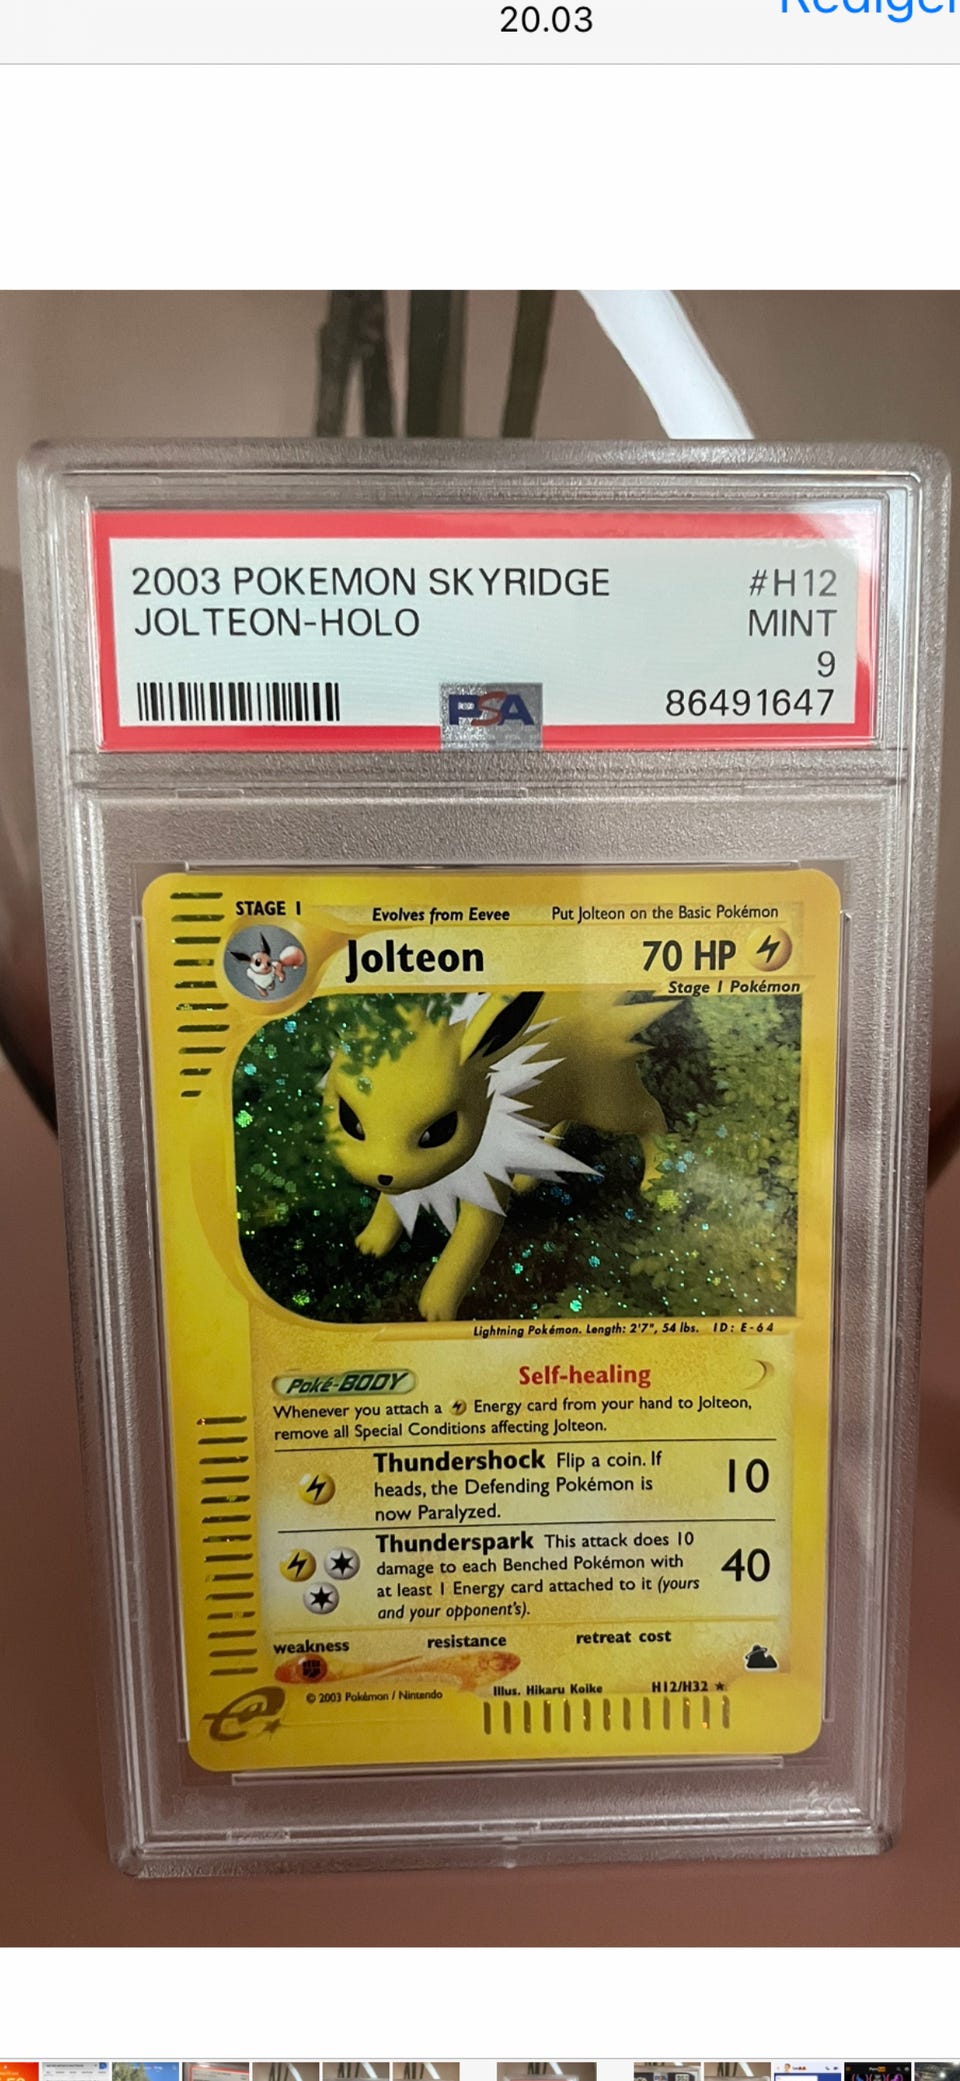 20.03
2003 POKEMON SKYRIDGE #H12
JOLTEON-HOLO MINT
9
PSA 86491647
STAGE 1 Evolves from Eevee Put Jolteon on the Basic Pokémon
Jolteon 70 HP
Stage 1 Pokémon
Lightning Pokémon. Length: 2'7", 54 lbs. ID: E-64
Poké-BODY Self-healing
Whenever you attach a Energy card from your hand to Jolteon,
remove all Special Conditions affecting Jolteon.
Thundershock Flip a coin. If
heads, the Defending Pokémon is
now Paralyzed.
10
Thunderspark This attack does 10
damage to each Benched Pokémon with
at least 1 Energy card attached to it (yours
and your opponent's).
40
weakness resistance retreat cost
© 2003 Pokémon / Nintendo Illus. Hikaru Koike H12/H32